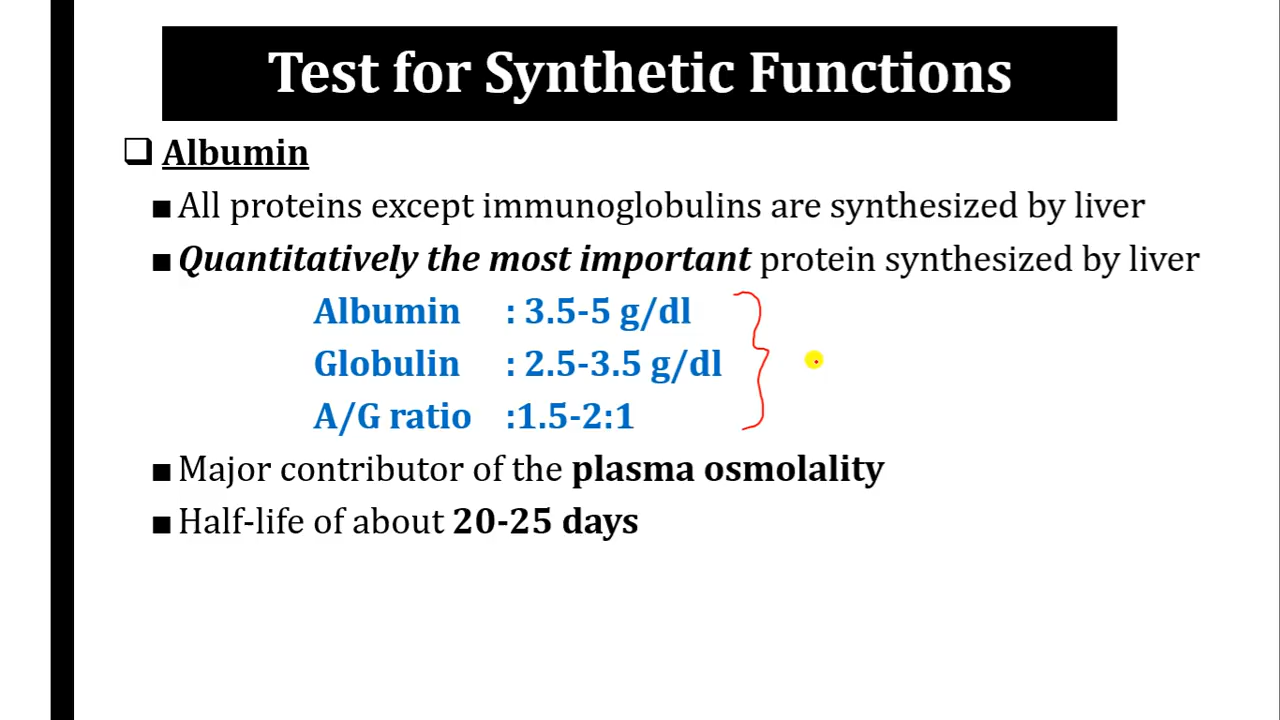 Test for Synthetic Functions
❑ Albumin
■ All proteins except immunoglobulins are synthesized by liver
■ Quantitatively the most important protein synthesized by liver
Albumin : 3.5-5 g/dl
Globulin : 2.5-3.5 g/dl
A/G ratio :1.5-2:1
■ Major contributor of the plasma osmolality
■ Half-life of about 20-25 days